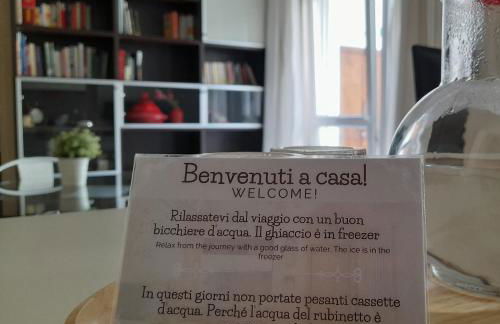 Benvenuti a casa!
WELCOME!
Rilassatevi dal viaggio con un buon
bicchiere d'acqua. Il ghiaccio è in freezer
Relax from the journey with a good glass of water. The ice is in the
freezer
In questi giorni non portate pesanti cassette
d'acqua. Perché l'acqua del rubinetto è